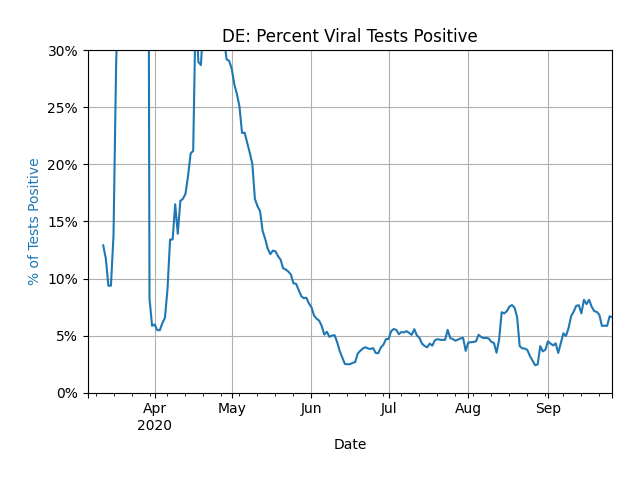 DE: Percent Viral Tests Positive
30%
25%
20%
15%
10%
5%
0%
% of Tests Positive
Apr May Jun Jul Aug Sep
2020
Date